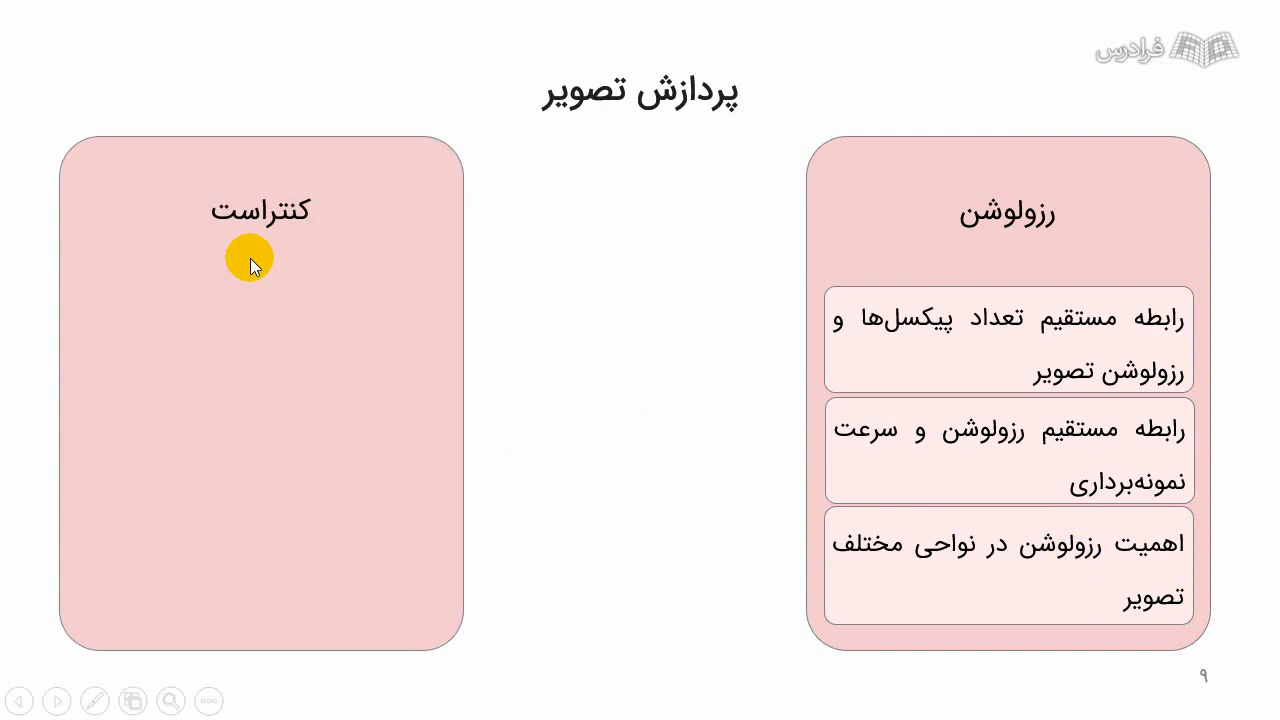 فرادرس
پردازش تصویر
رزولوشن
رابطه مستقیم تعداد پیکسل‌ها و
رزولوشن تصویر
رابطه مستقیم رزولوشن و سرعت
نمونه‌برداری
اهمیت رزولوشن در نواحی مختلف
تصویر
کنتراست
۹